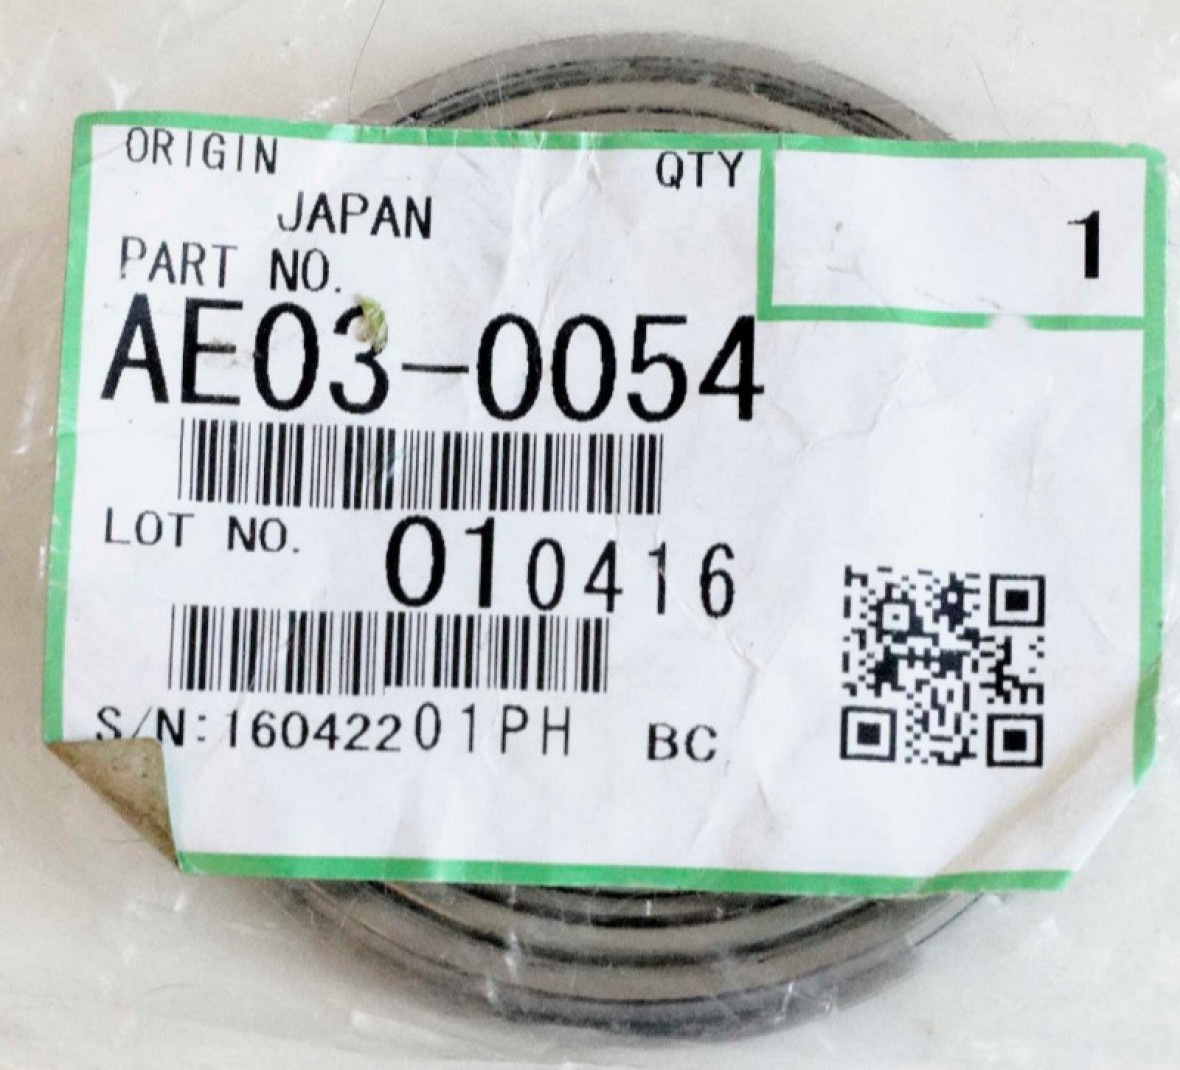 ORIGIN
JAPAN
QTY
1
PART NO.
AE03-0054
LOT NO. 010416
S/N:16042201PH BC